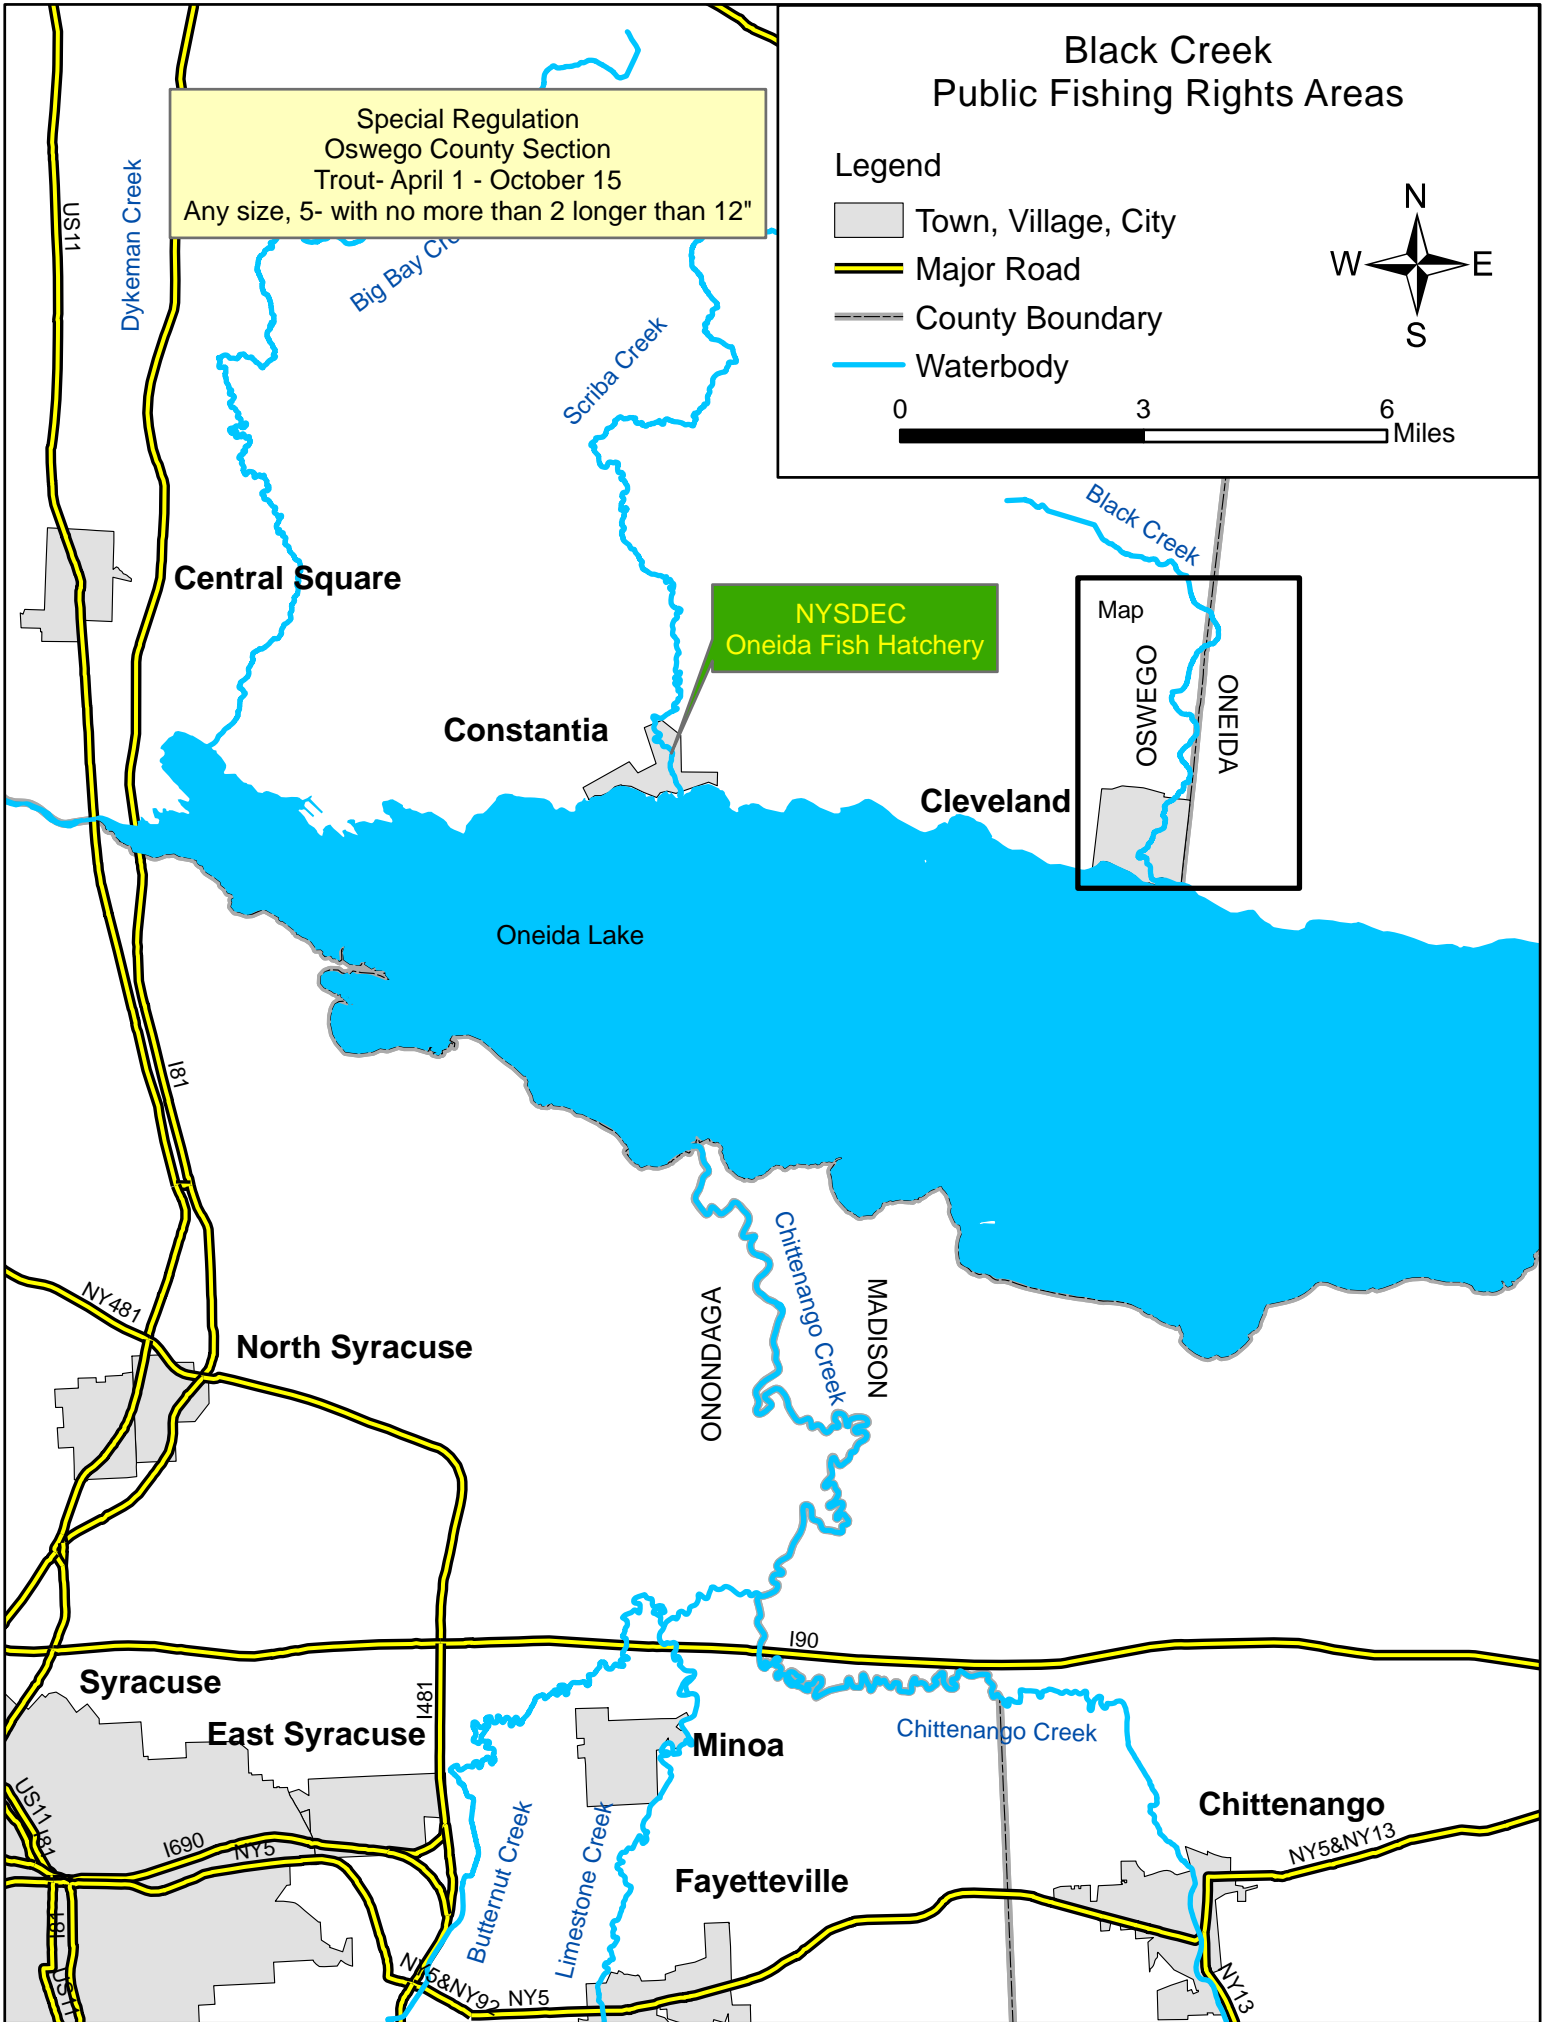 Black Creek
Public Fishing Rights Areas
Legend
Town, Village, City
Major Road
County Boundary
Waterbody
N
W
E
S
0
3
6
Miles
Special Regulation
Oswego County Section
Trout- April 1 - October 15
Any size, 5- with no more than 2 longer than 12"
US11
Dykeman Creek
Big Bay Cre
Scriba Creek
Black Creek
Central Square
NYSDEC
Oneida Fish Hatchery
Map
OSWEGO
ONEIDA
Constantia
Cleveland
Oneida Lake
I81
Chittenango Creek
ONONDAGA
MADISON
NY481
North Syracuse
I90
Syracuse
I481
East Syracuse
Minoa
Chittenango Creek
US11
I81
I690
NY5
Butternut Creek
Limestone Creek
Chittenango
NY5&NY13
Fayetteville
I81
US11
NY5&NY92
NY5
NY13